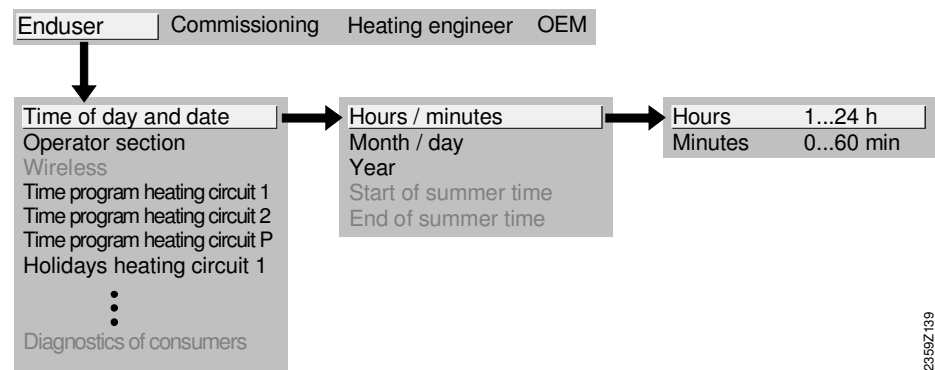 Enduser Commissioning Heating engineer OEM
Time of day and date
Operator section
Wireless
Time program heating circuit 1
Time program heating circuit 2
Time program heating circuit P
Holidays heating circuit 1
Diagnostics of consumers
Hours / minutes
Month / day
Year
Start of summer time
End of summer time
Hours 1...24 h
Minutes 0...60 min
2359Z139